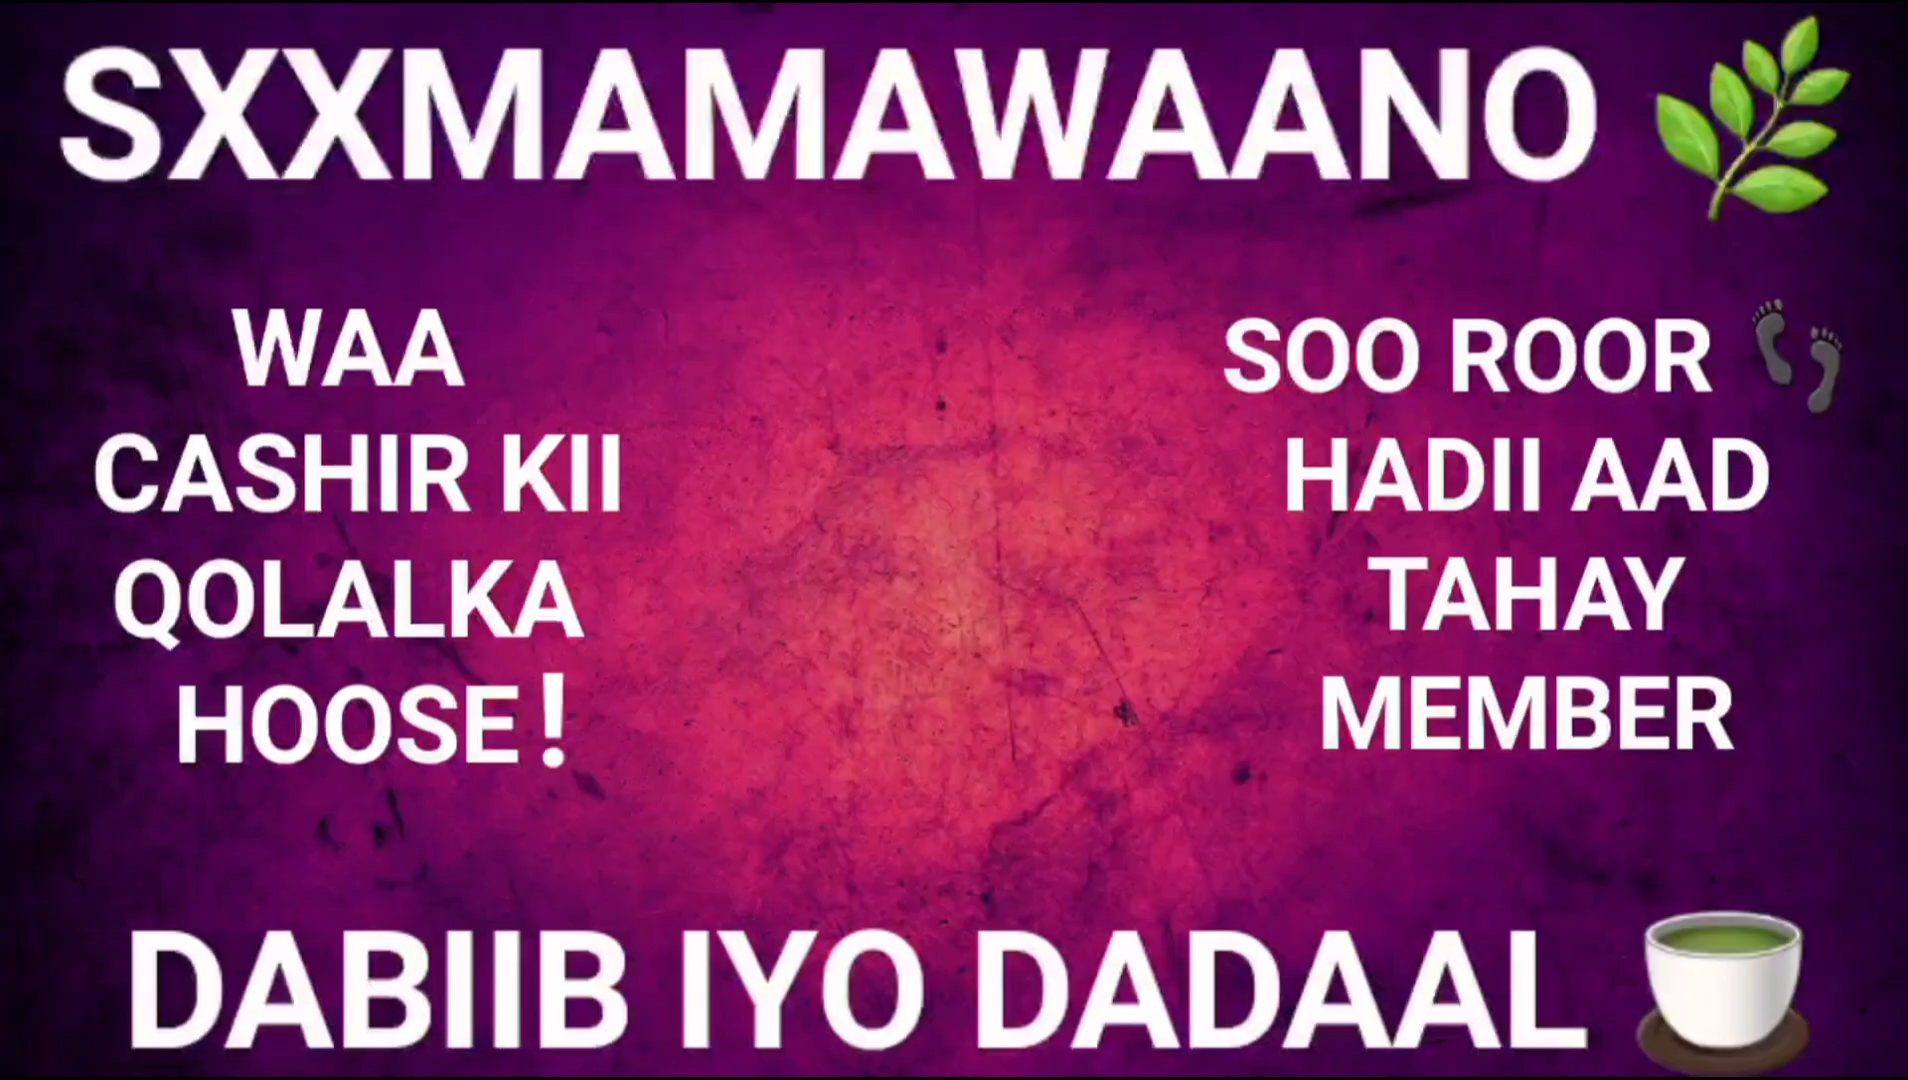 SXXMAMAWAANO🌿
WAA
CASHIR KII
QOLALKA
HOOSE!
SOO ROOR 👣
HADII AAD
TAHAY
MEMBER
DABIIB IYO DADAAL🍵